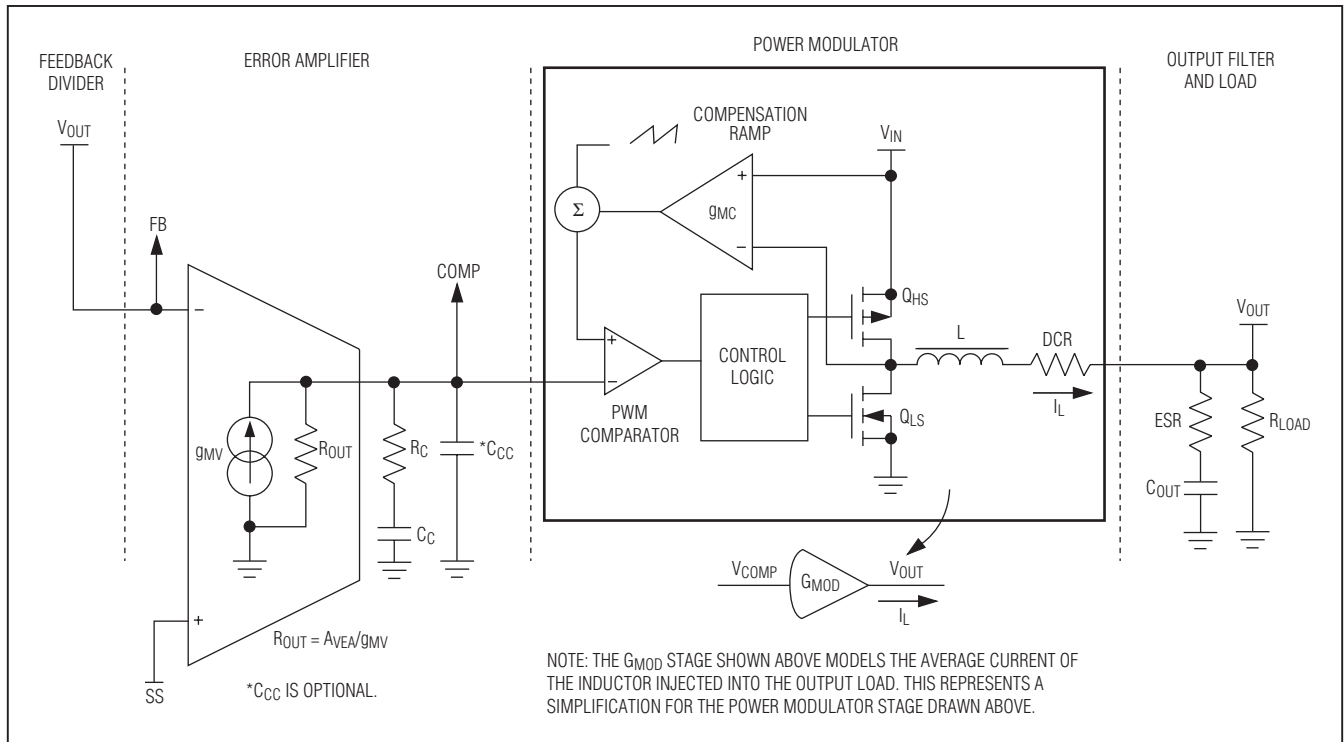 FEEDBACK
DIVIDER
ERROR AMPLIFIER
POWER MODULATOR
OUTPUT FILTER
AND LOAD
VOUT
FB
COMP
COMPENSATION
RAMP
VIN
Σ
gMC
+
−
QHS
−
gMV
ROUT
RC
*CCC
CC
+
−
PWM
COMPARATOR
CONTROL
LOGIC
QLS
L
DCR
IL
VOUT
ESR
RLOAD
COUT
+
SS
ROUT = AVEA/gMV
*CCC IS OPTIONAL.
VCOMP
GMOD
VOUT
IL
NOTE: THE GMOD STAGE SHOWN ABOVE MODELS THE AVERAGE CURRENT OF
THE INDUCTOR INJECTED INTO THE OUTPUT LOAD. THIS REPRESENTS A
SIMPLIFICATION FOR THE POWER MODULATOR STAGE DRAWN ABOVE.